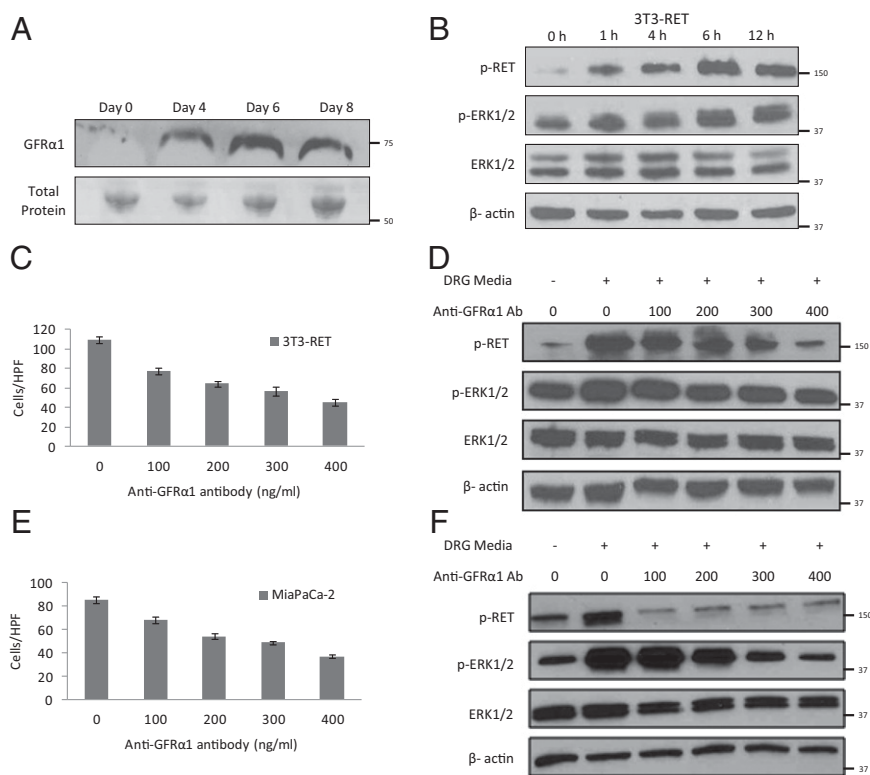 A
Day 0 Day 4 Day 6 Day 8
GFRα1
75
Total
Protein
50
B
3T3-RET
0 h 1 h 4 h 6 h 12 h
p-RET
150
p-ERK1/2
37
ERK1/2
37
β- actin
37
C
120
100
80
60
40
20
0
Cells/HPF
3T3-RET
0 100 200 300 400
Anti-GFRα1 antibody (ng/ml)
D
DRG Media - + + + + +
Anti-GFRα1 Ab 0 0 100 200 300 400
p-RET
150
p-ERK1/2
37
ERK1/2
37
β- actin
37
E
100
80
60
40
20
0
Cells/HPF
MiaPaCa-2
0 100 200 300 400
Anti-GFRα1 antibody (ng/ml)
F
DRG Media - + + + + +
Anti-GFRα1 Ab 0 0 100 200 300 400
p-RET
150
p-ERK1/2
37
ERK1/2
37
β- actin
37